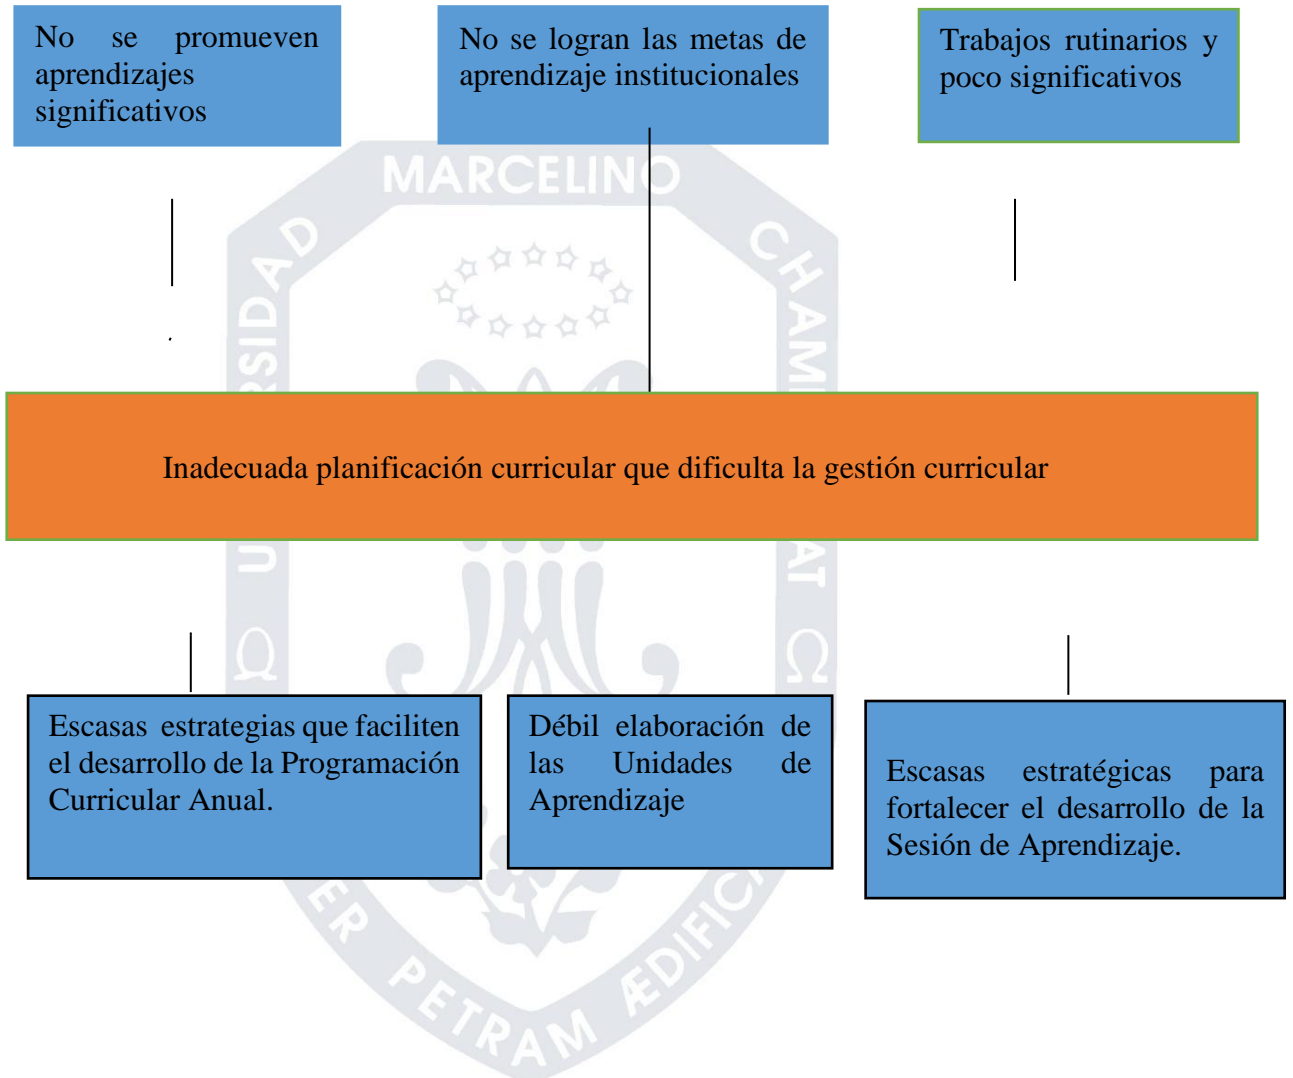 No se promueven
aprendizajes
significativos
No se logran las metas de
aprendizaje institucionales
Trabajos rutinarios y
poco significativos
MARCELINO
Inadecuada planificación curricular que dificulta la gestión curricular
Escasas estrategias que faciliten
el desarrollo de la Programación
Curricular Anual.
Débil elaboración de
las Unidades de
Aprendizaje
Escasas estratégicas para
fortalecer el desarrollo de la
Sesión de Aprendizaje.
PETRAM